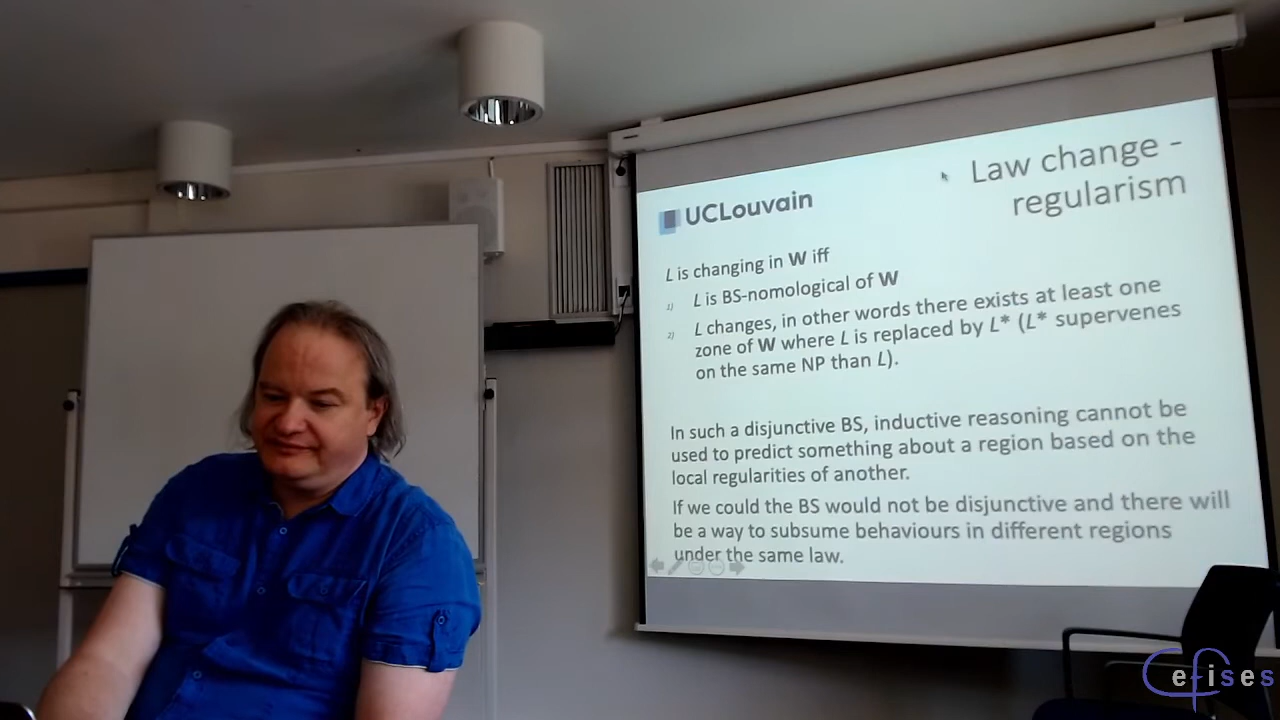 Law change -
regularism
UCLouvain
L is changing in W iff
1) L is BS-nomological of W
2) L changes, in other words there exists at least one
zone of W where L is replaced by L* (L* supervenes
on the same NP than L).
In such a disjunctive BS, inductive reasoning cannot be
used to predict something about a region based on the
local regularities of another.
If we could the BS would not be disjunctive and there will
be a way to subsume behaviours in different regions
under the same law.
Cefises